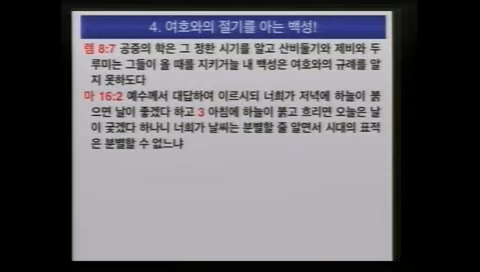 4. 여호와의 절기를 아는 백성!
렘 8:7 공중의 학은 그 정한 시기를 알고 산비둘기와 제비와 두
루미는 그들이 올 때를 지키거늘 내 백성은 여호와의 규례를 알
지 못하도다
마 16:2 예수께서 대답하여 이르시되 너희가 저녁에 하늘이 붉
으면 날이 좋겠다 하고 3 아침에 하늘이 붉고 흐리면 오늘은 날
이 궂겠다 하나니 너희가 날씨는 분별할 줄 알면서 시대의 표적
은 분별할 수 없느냐